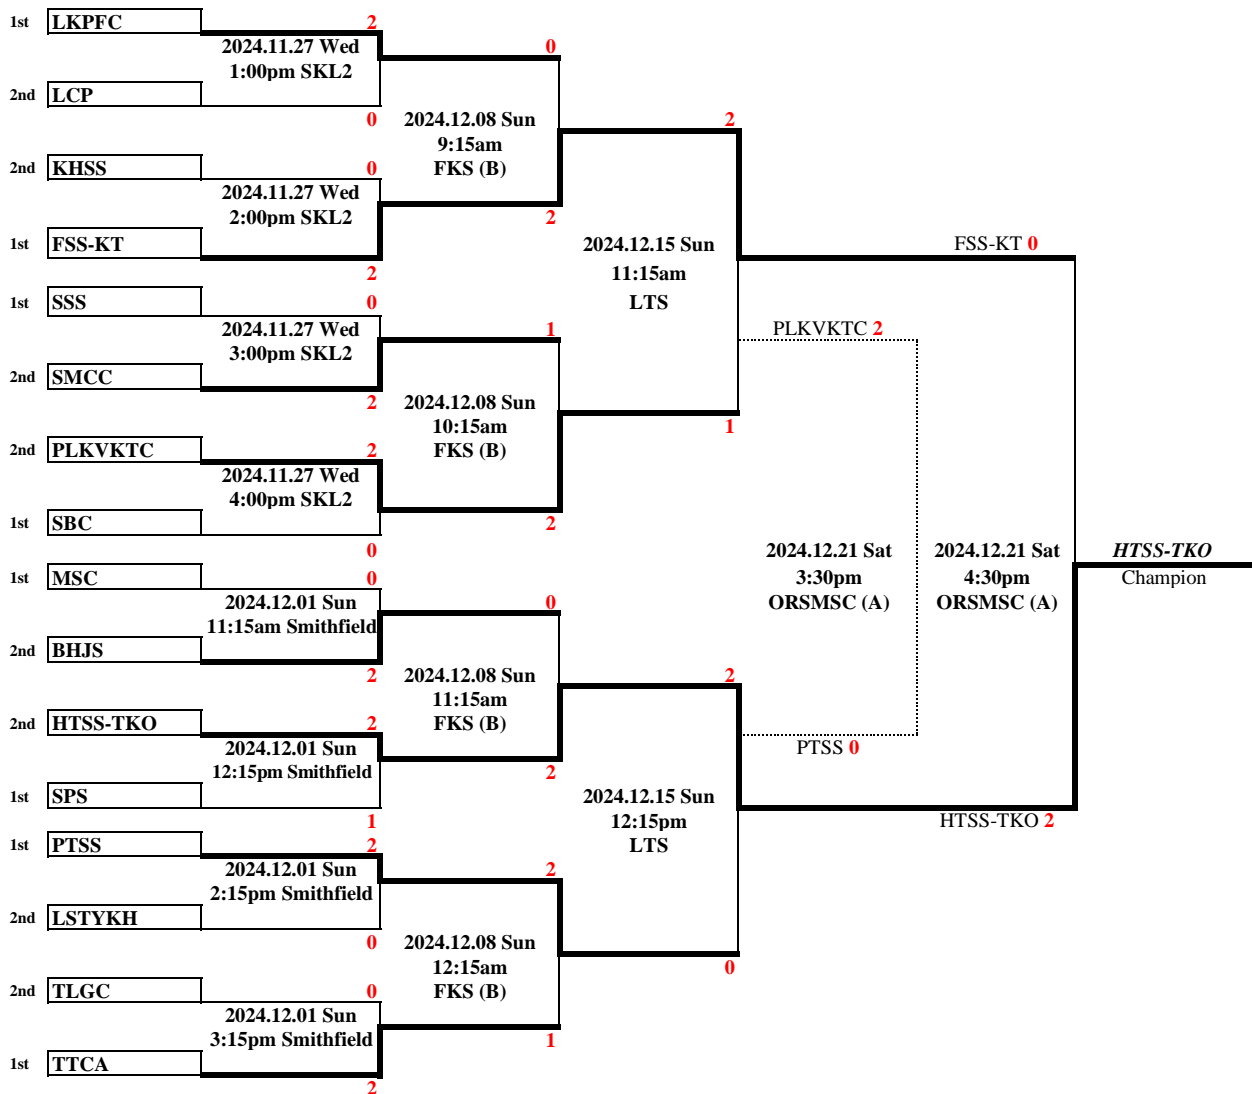 1st LKPFC 2
2024.11.27 Wed
1:00pm SKL2
2nd LCP
0
2nd KHSS 0
2024.11.27 Wed
2:00pm SKL2
1st FSS-KT
2
1st SSS 0
2024.11.27 Wed
3:00pm SKL2
2nd SMCC
2
2nd PLKVKTC 2
2024.11.27 Wed
4:00pm SKL2
1st SBC
0
1st MSC 0
2024.12.01 Sun
11:15am Smithfield
2nd BHJS
2
2nd HTSS-TKO 2
2024.12.01 Sun
12:15pm Smithfield
1st SPS
1
1st PTSS 2
2024.12.01 Sun
2:15pm Smithfield
2nd LSTYKH
0
2nd TLGC 0
2024.12.01 Sun
3:15pm Smithfield
1st TTCA
2
0
2024.12.08 Sun
9:15am
FKS (B)
2
1
2024.12.08 Sun
10:15am
FKS (B)
2
0
2024.12.08 Sun
11:15am
FKS (B)
2
2
2024.12.08 Sun
12:15am
FKS (B)
1
2
2024.12.15 Sun
11:15am
LTS
1
2
2024.12.15 Sun
12:15pm
LTS
0
PLKVKTC 2
2024.12.21 Sat
3:30pm
ORSMSC (A)
PTSS 0
FSS-KT 0
2024.12.21 Sat
4:30pm
ORSMSC (A)
HTSS-TKO 2
HTSS-TKO
Champion